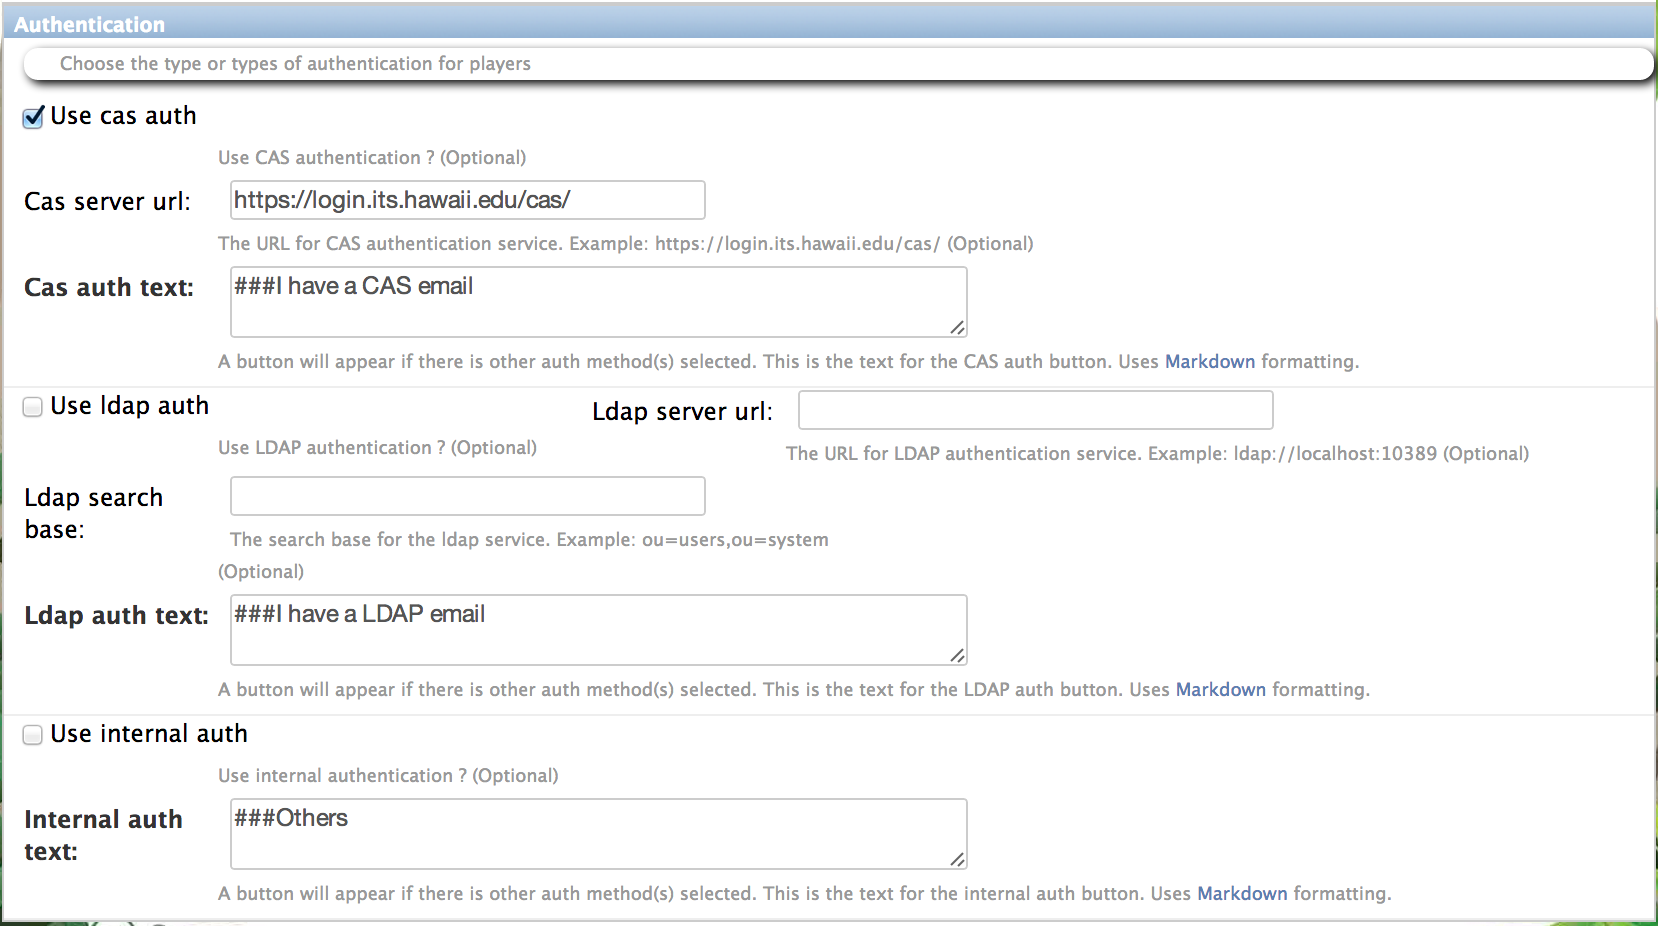 Authentication
Choose the type or types of authentication for players
Use cas auth
Use CAS authentication ? (Optional)
Cas server url:
https://login.its.hawaii.edu/cas/
The URL for CAS authentication service. Example: https://login.its.hawaii.edu/cas/ (Optional)
Cas auth text:
###I have a CAS email
A button will appear if there is other auth method(s) selected. This is the text for the CAS auth button. Uses Markdown formatting.
Use ldap auth
Use LDAP authentication ? (Optional)
Ldap server url:
The URL for LDAP authentication service. Example: ldap://localhost:10389 (Optional)
Ldap search
base:
The search base for the ldap service. Example: ou=users,ou=system
(Optional)
Ldap auth text:
###I have a LDAP email
A button will appear if there is other auth method(s) selected. This is the text for the LDAP auth button. Uses Markdown formatting.
Use internal auth
Use internal authentication ? (Optional)
Internal auth
text:
###Others
A button will appear if there is other auth method(s) selected. This is the text for the internal auth button. Uses Markdown formatting.